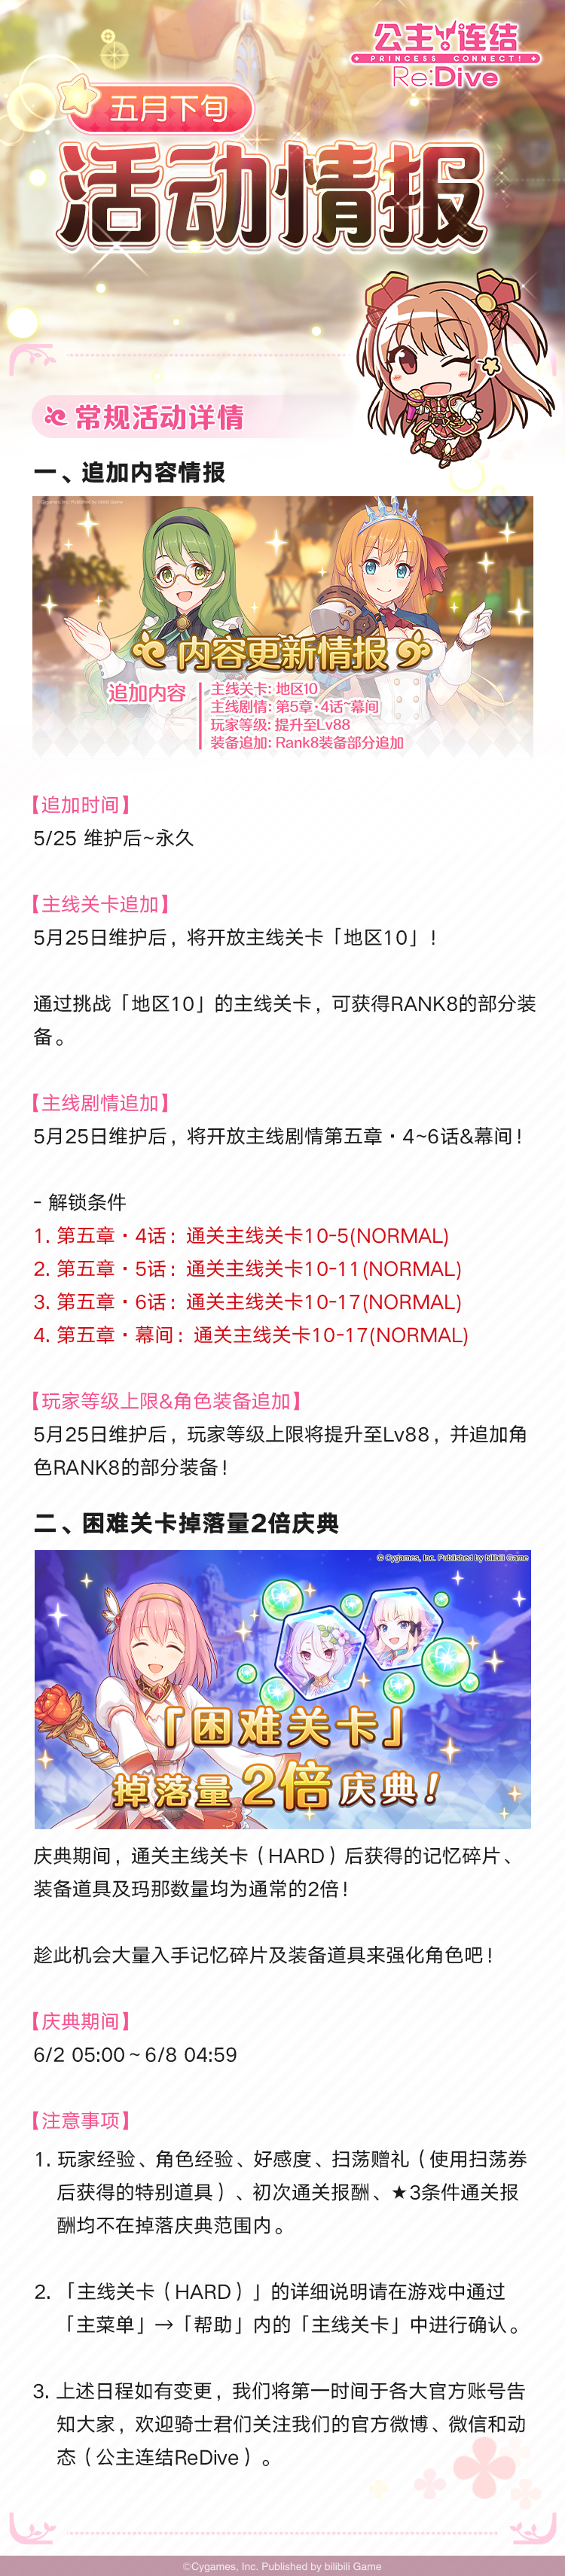 公主连结
PRINCESS CONNECT!
Re:Dive
五月下旬
活动情报
常规活动详情
一、追加内容情报
内容更新情报
追加内容
主线关卡: 地区10
主线剧情: 第5章·4话~幕间
玩家等级: 提升至Lv88
装备追加: Rank8装备部分追加
【追加时间】
5/25 维护后~永久
【主线关卡追加】
5月25日维护后，将开放主线关卡「地区10」！
通过挑战「地区10」的主线关卡，可获得RANK8的部分装
备。
【主线剧情追加】
5月25日维护后，将开放主线剧情第五章·4~6话&幕间！
- 解锁条件
1. 第五章·4话：通关主线关卡10-5(NORMAL)
2. 第五章·5话：通关主线关卡10-11(NORMAL)
3. 第五章·6话：通关主线关卡10-17(NORMAL)
4. 第五章·幕间：通关主线关卡10-17(NORMAL)
【玩家等级上限&角色装备追加】
5月25日维护后，玩家等级上限将提升至Lv88，并追加角
色RANK8的部分装备！
二、困难关卡掉落量2倍庆典
© Cygames, Inc. Published by bilibili Game
「困难关卡」
掉落量2倍庆典！
庆典期间，通关主线关卡（HARD）后获得的记忆碎片、
装备道具及玛那数量均为通常的2倍！
趁此机会大量入手记忆碎片及装备道具来强化角色吧！
【庆典期间】
6/2 05:00～6/8 04:59
【注意事项】
1. 玩家经验、角色经验、好感度、扫荡赠礼（使用扫荡券
后获得的特别道具）、初次通关报酬、★3条件通关报
酬均不在掉落庆典范围内。
2. 「主线关卡（HARD）」的详细说明请在游戏中通过
「主菜单」→「帮助」内的「主线关卡」中进行确认。
3. 上述日程如有变更，我们将第一时间于各大官方账号告
知大家，欢迎骑士君们关注我们的官方微博、微信和动
态（公主连结ReDive）。
©Cygames, Inc. Published by bilibili Game